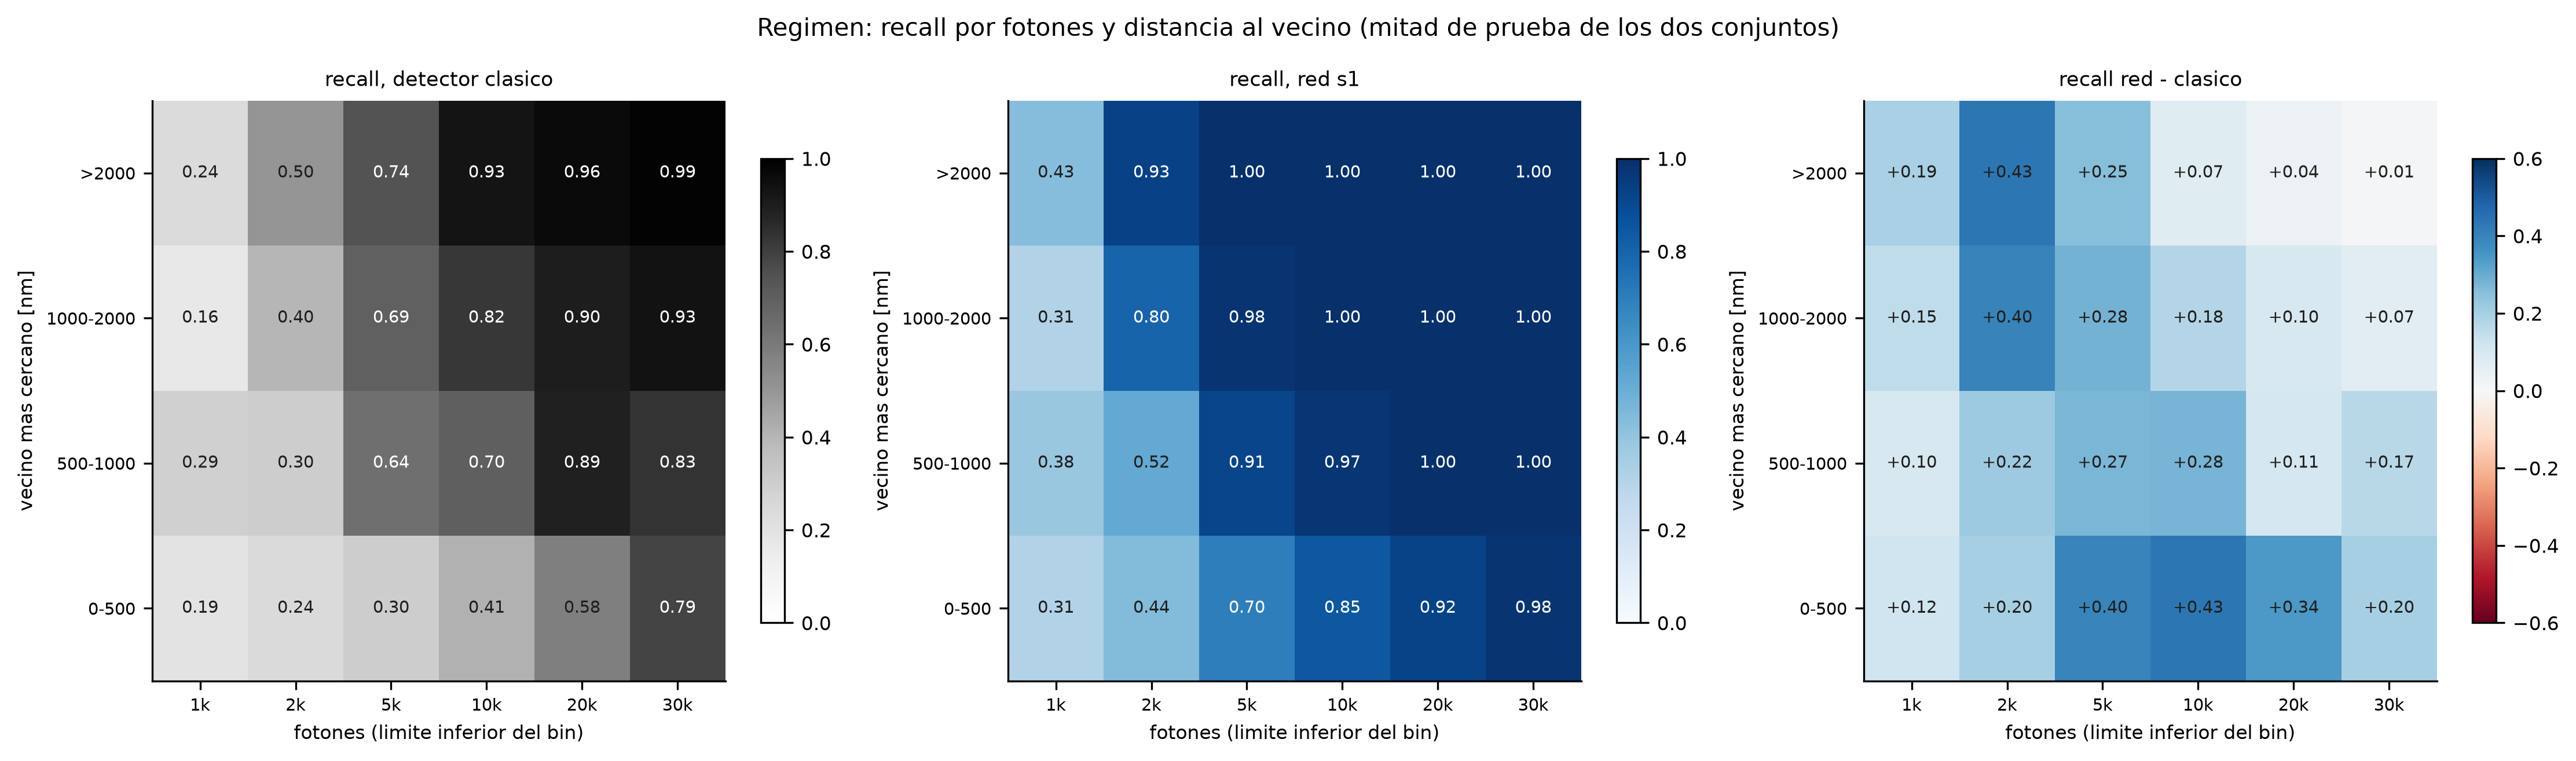 Regimen: recall por fotones y distancia al vecino (mitad de prueba de los dos conjuntos)
recall, detector clasico
vecino mas cercano [nm]
>2000
1000-2000
500-1000
0-500
0.24 0.50 0.74 0.93 0.96 0.99
0.16 0.40 0.69 0.82 0.90 0.93
0.29 0.30 0.64 0.70 0.89 0.83
0.19 0.24 0.30 0.41 0.58 0.79
1k 2k 5k 10k 20k 30k
fotones (limite inferior del bin)
1.0
0.8
0.6
0.4
0.2
0.0
recall, red s1
vecino mas cercano [nm]
>2000
1000-2000
500-1000
0-500
0.43 0.93 1.00 1.00 1.00 1.00
0.31 0.80 0.98 1.00 1.00 1.00
0.38 0.52 0.91 0.97 1.00 1.00
0.31 0.44 0.70 0.85 0.92 0.98
1k 2k 5k 10k 20k 30k
fotones (limite inferior del bin)
1.0
0.8
0.6
0.4
0.2
0.0
recall red - clasico
vecino mas cercano [nm]
>2000
1000-2000
500-1000
0-500
+0.19 +0.43 +0.25 +0.07 +0.04 +0.01
+0.15 +0.40 +0.28 +0.18 +0.10 +0.07
+0.10 +0.22 +0.27 +0.28 +0.11 +0.17
+0.12 +0.20 +0.40 +0.43 +0.34 +0.20
1k 2k 5k 10k 20k 30k
fotones (limite inferior del bin)
0.6
0.4
0.2
0.0
−0.2
−0.4
−0.6